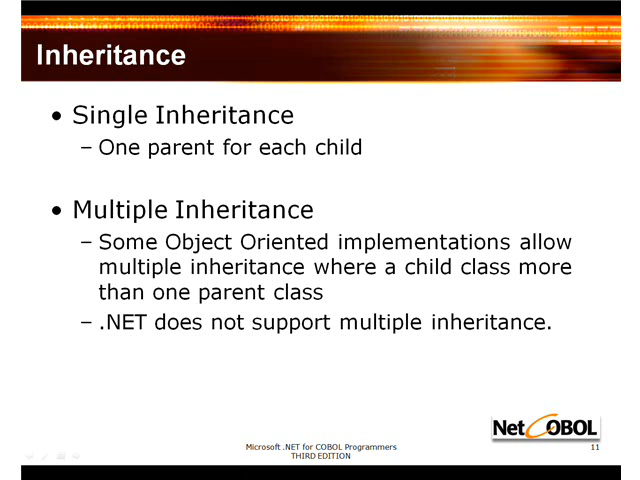 Inheritance
• Single Inheritance
– One parent for each child
• Multiple Inheritance
– Some Object Oriented implementations allow
multiple inheritance where a child class more
than one parent class
– .NET does not support multiple inheritance.
NetCOBOL
Microsoft .NET for COBOL Programmers
THIRD EDITION
11